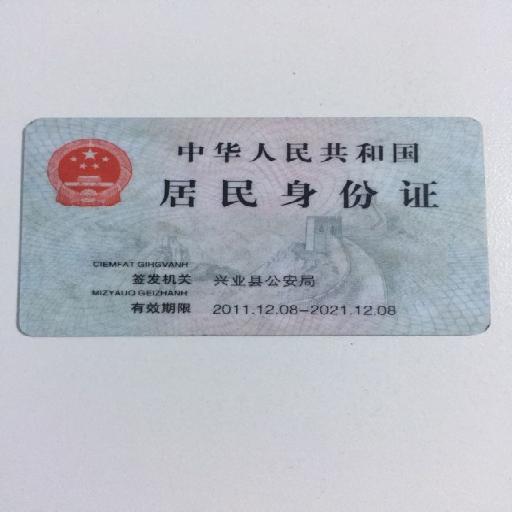 中华人民共和国
居民身份证
CIEMFAT GIHGVANH
签发机关 兴业县公安局
MIZYAUQ GEIZHANH
有效期限 2011.12.08-2021.12.08